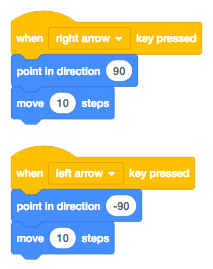 when right arrow key pressed
point in direction 90
move 10 steps
when left arrow key pressed
point in direction -90
move 10 steps